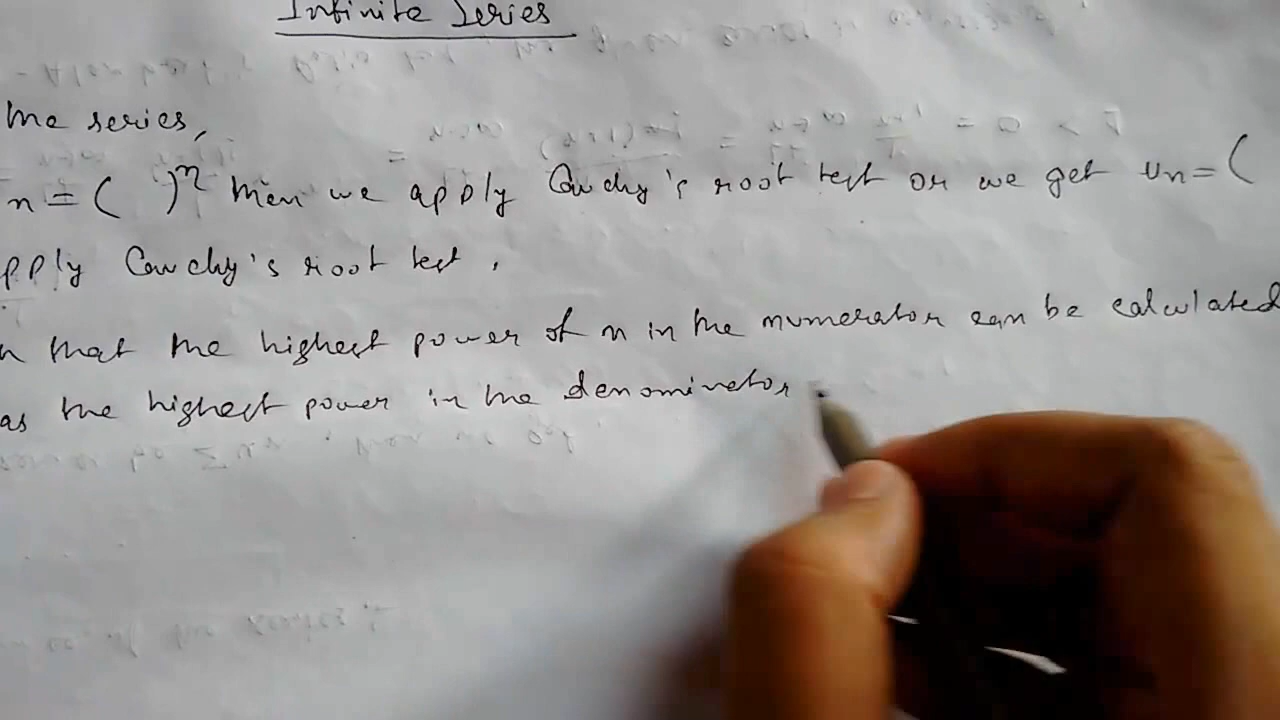 Infinite Series
the series,
n = ( )ⁿ then we apply Cauchy's root test or we get un = (
pply Cauchy's root test.
n that the highest power of n in the numerator can be calculated
as the highest power in the denominator